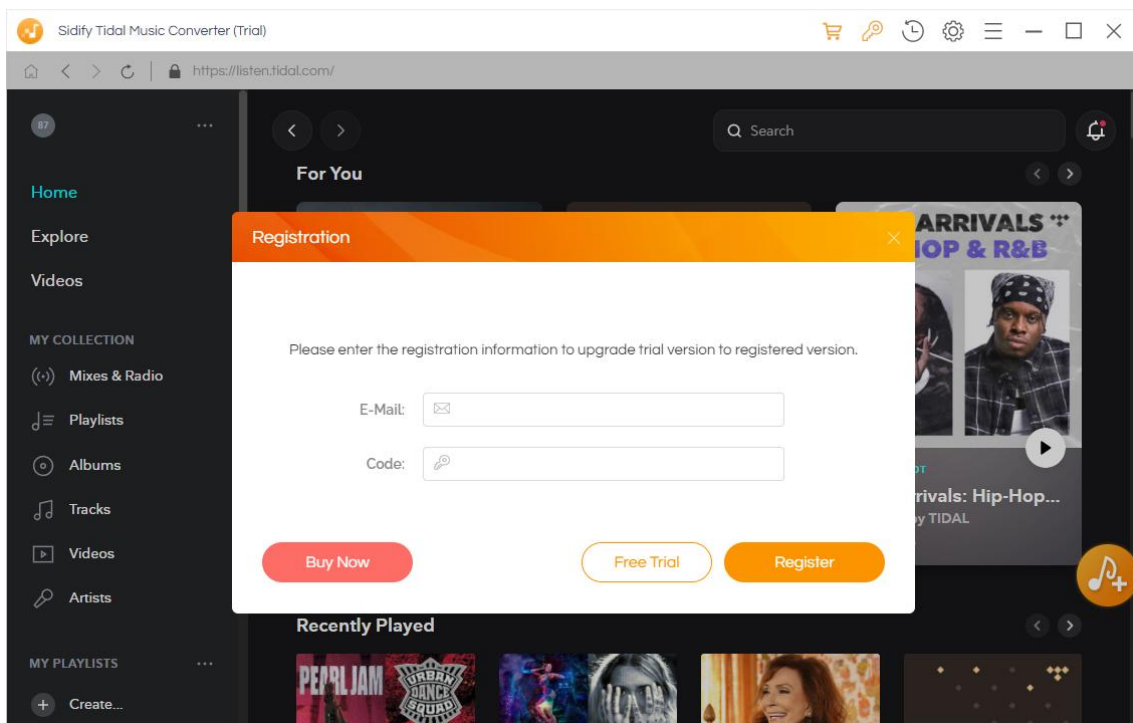 Sidify Tidal Music Converter (Trial)
https://listen.tidal.com/
87
Search
Home
Explore
Videos
MY COLLECTION
Mixes & Radio
Playlists
Albums
Tracks
Videos
Artists
MY PLAYLISTS
Create...
For You
ARRIVALS
OP & R&B
rivals: Hip-Hop...
by TIDAL
Registration
Please enter the registration information to upgrade trial version to registered version.
E-Mail:
Code:
Buy Now
Free Trial
Register
Recently Played
PEARL JAM
URBAN
DANCE
SQUAD